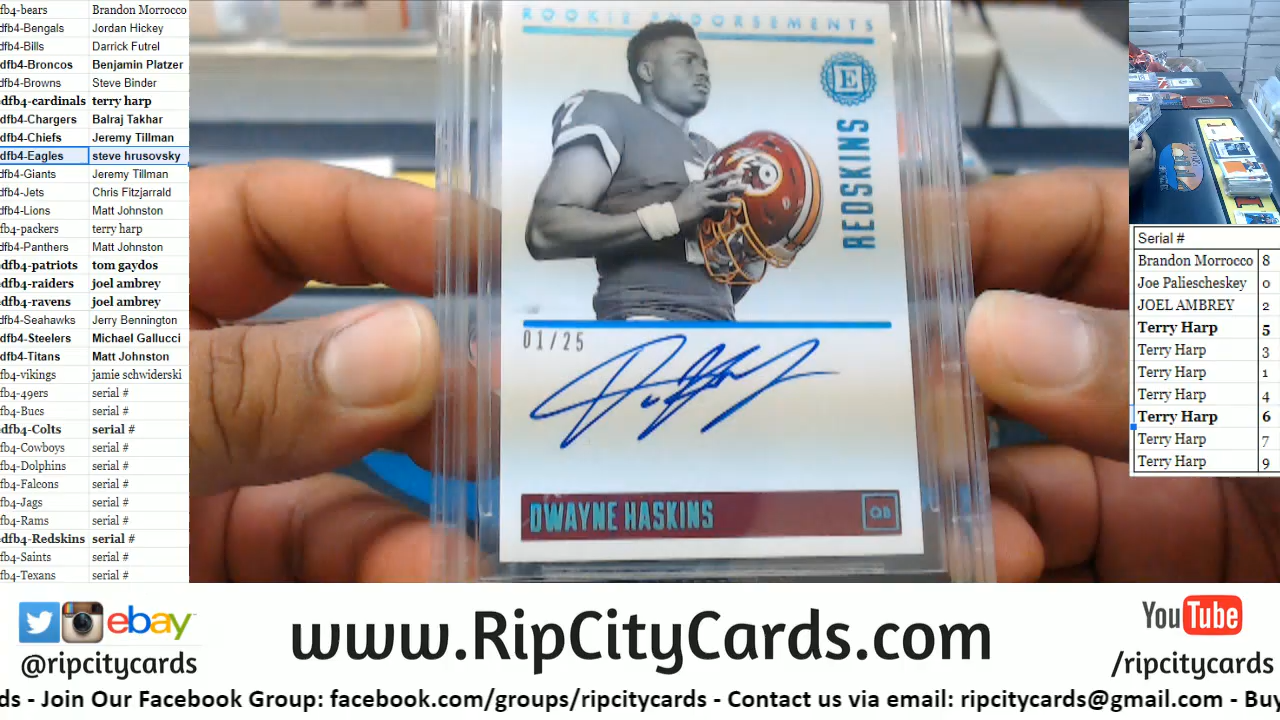 fb4-bears Brandon Morrocco
dfb4-Bengals Jordan Hickey
dfb4-Bills Darrick Futrel
dfb4-Broncos Benjamin Platzer
dfb4-Browns Steve Binder
dfb4-cardinals terry harp
dfb4-Chargers Balraj Takhar
dfb4-Chiefs Jeremy Tillman
dfb4-Eagles steve hrusovsky
dfb4-Giants Jeremy Tillman
dfb4-Jets Chris Fitzjarrald
dfb4-Lions Matt Johnston
fb4-packers terry harp
dfb4-Panthers Matt Johnston
dfb4-patriots tom gaydos
dfb4-raiders joel ambrey
dfb4-ravens joel ambrey
dfb4-Seahawks Jerry Bennington
dfb4-Steelers Michael Gallucci
dfb4-Titans Matt Johnston
fb4-vikings jamie schwiderski
fb4-49ers serial #
fb4-Bucs serial #
dfb4-Colts serial #
fb4-Cowboys serial #
fb4-Dolphins serial #
fb4-Falcons serial #
fb4-Jags serial #
fb4-Rams serial #
dfb4-Redskins serial #
fb4-Saints serial #
fb4-Texans serial #
ROOKIE ENDORSEMENTS
E
REDSKINS
7
01/25
DWAYNE HASKINS
QB
Serial #
Brandon Morrocco 8
Joe Paliescheskey 0
JOEL AMBREY 2
Terry Harp 5
Terry Harp 3
Terry Harp 1
Terry Harp 4
Terry Harp 6
Terry Harp 7
Terry Harp 9
ebay
@ripcitycards
www.RipCityCards.com
YouTube
/ripcitycards
ds - Join Our Facebook Group: facebook.com/groups/ripcitycards - Contact us via email: ripcitycards@gmail.com - Buy